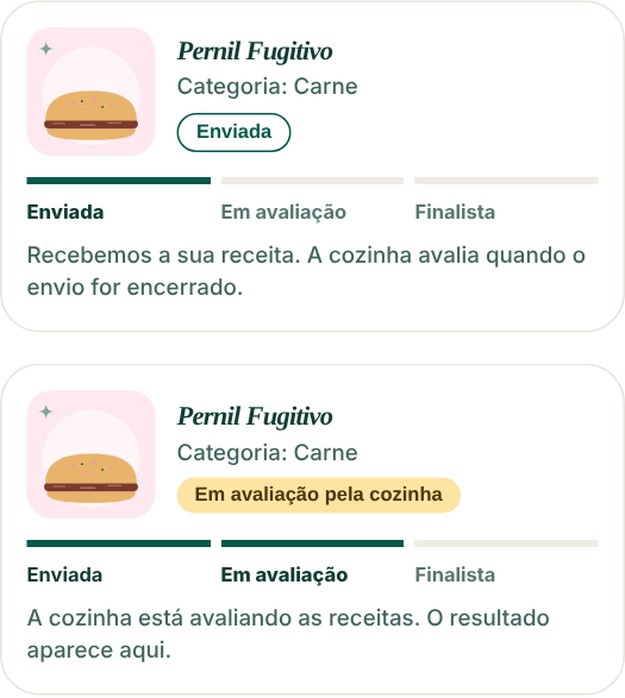 Pernil Fugitivo
Categoria: Carne
Enviada
Enviada
Em avaliação
Finalista
Recebemos a sua receita. A cozinha avalia quando o
envio for encerrado.
Pernil Fugitivo
Categoria: Carne
Em avaliação pela cozinha
Enviada
Em avaliação
Finalista
A cozinha está avaliando as receitas. O resultado
aparece aqui.